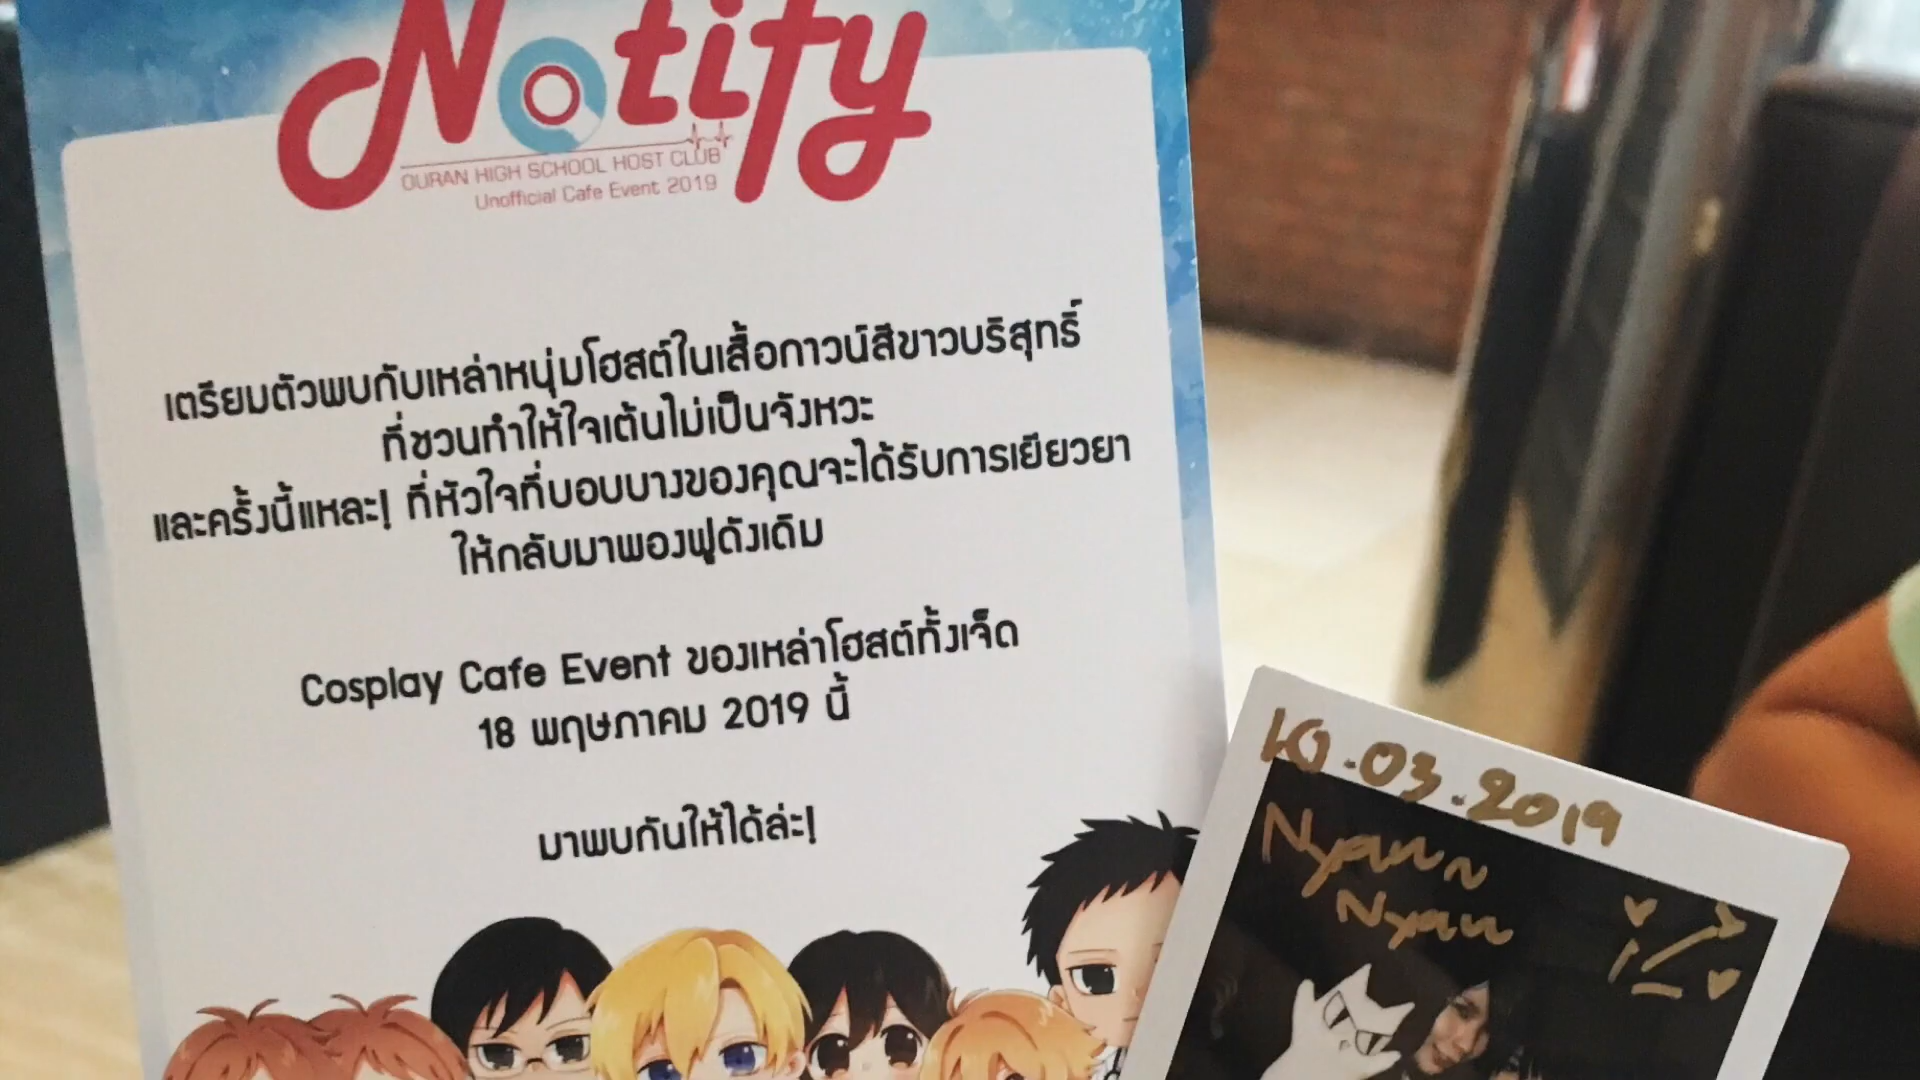 Notify
OURAN HIGH SCHOOL HOST CLUB
Unofficial Cafe Event 2019
เตรียมตัวพบกับเหล่าหนุ่มโฮสต์ในเสื้อกาวน์สีขาวบริสุทธิ์
ที่ชวนทำให้ใจเต้นไม่เป็นจังหวะ
และครั้งนี้แหละ! ที่หัวใจที่บอบบางของคุณจะได้รับการเยียวยา
ให้กลับมาพองฟูดังเดิม
Cosplay Cafe Event ของเหล่าโฮสต์ทั้งเจ็ด
18 พฤษภาคม 2019 นี้
มาพบกันให้ได้ล่ะ!
10.03.2019
Nyan~
Nyan